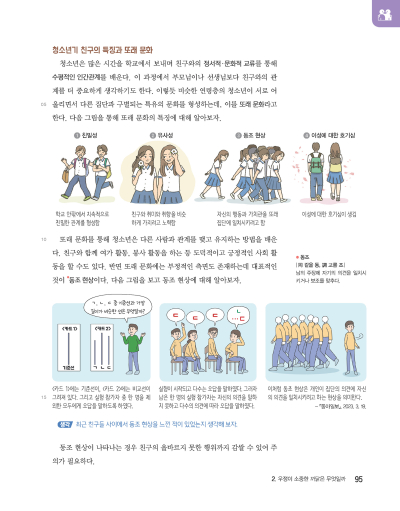 청소년기 친구의 특징과 또래 문화
청소년은 많은 시간을 학교에서 보내며 친구와의 정서적·문화적 교류를 통해
수평적인 인간관계를 배운다. 이 과정에서 부모님이나 선생님보다 친구와의 관
계를 더 중요하게 생각하기도 한다. 이렇듯 비슷한 연령층의 청소년이 서로 어
05 울리면서 다른 집단과 구별되는 특유의 문화를 형성하는데, 이를 또래 문화라고
한다. 다음 그림을 통해 또래 문화의 특징에 대해 알아보자.
1 친밀성
2 유사성
3 동조 현상
4 이성에 대한 호기심
학교 안팎에서 지속적으로
친밀한 관계를 형성함
친구와 취미와 취향을 비슷
하게 가지려고 노력함
자신의 행동과 가치관을 또래
집단에 일치시키려고 함
이성에 대한 호기심이 생김
10 또래 문화를 통해 청소년은 다른 사람과 관계를 맺고 유지하는 방법을 배운
다. 친구와 함께 여가 활동, 봉사 활동을 하는 등 도덕적이고 긍정적인 사회 활
동을 할 수도 있다. 반면 또래 문화에는 부정적인 측면도 존재하는데 대표적인
것이 *동조 현상이다. 다음 그림을 보고 동조 현상에 대해 알아보자.
* 동조
[同 같을 동, 調 고를 조]
남의 주장에 자기의 의견을 일치시
키거나 보조를 맞추다.
ㄱ, ㄴ, ㄷ 중 기준선과 가장
길이가 비슷한 선은 무엇일까?
<카드 1>
<카드 2>
기준선
ㄱ ㄴ ㄷ
ㄷ
ㄷ
ㄷ
ㄴ
…ㄷ
<카드 1>에는 기준선이, <카드 2>에는 비교선이
그려져 있다. 그리고 실험 참가자 중 한 명을 제
15 외한 모두에게 오답을 말하도록 하였다.
실험이 시작되고 다수는 오답을 말하였다. 그러자
남은 한 명의 실험 참가자는 자신의 의견을 말하
지 못하고 다수의 의견에 따라 오답을 말하였다.
이처럼 동조 현상은 개인이 집단의 의견에 자신
의 의견을 일치시키려고 하는 현상을 의미한다.
생각 최근 친구들 사이에서 동조 현상을 느낀 적이 있었는지 생각해 보자.
동조 현상이 나타나는 경우 친구의 올바르지 못한 행위까지 감쌀 수 있어 주
의가 필요하다.
2. 우정이 소중한 까닭은 무엇일까 95